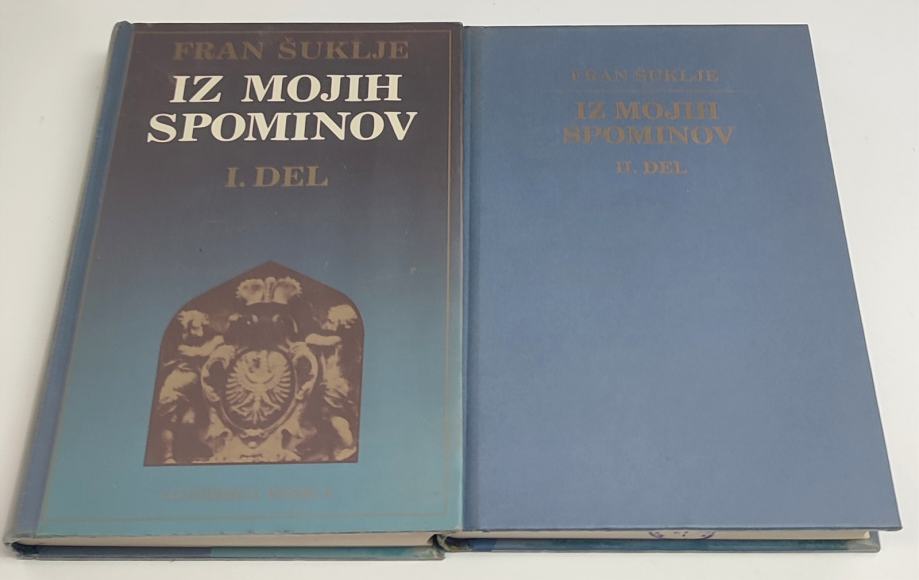 FRAN ŠUKLJE
IZ MOJIH
SPOMINOV
I. DEL
FRAN ŠUKLJE
IZ MOJIH
SPOMINOV
II. DEL